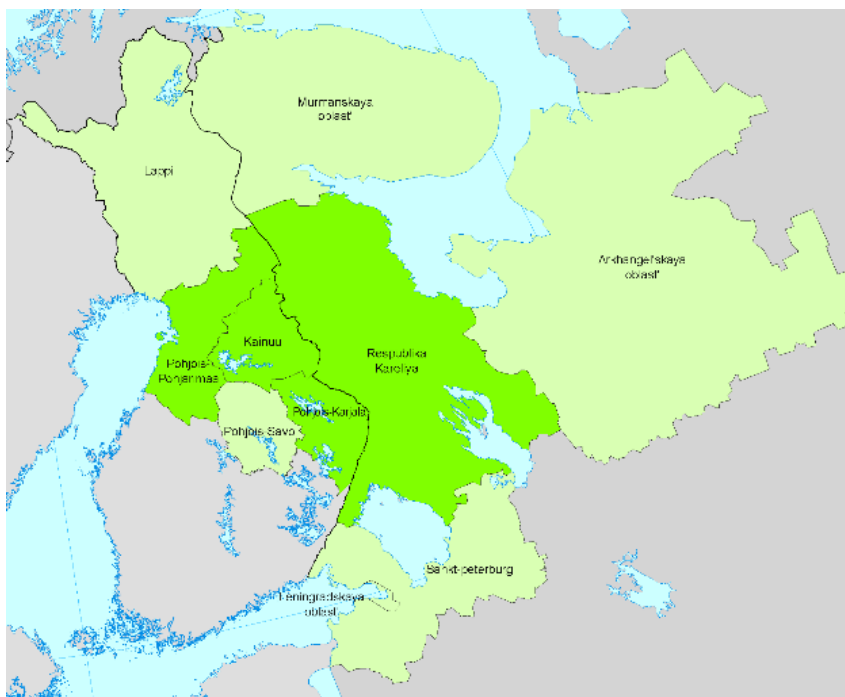 Murmanskaya
oblast'
Lappi
Arkhangel'skaya
oblast'
Kainuu
Respublika
Kareliya
Pohjois-
Pohjanmaa
Pohjois-Karjala
Pohjois-Savo
Sankt-peterburg
Leningradskaya
oblast'